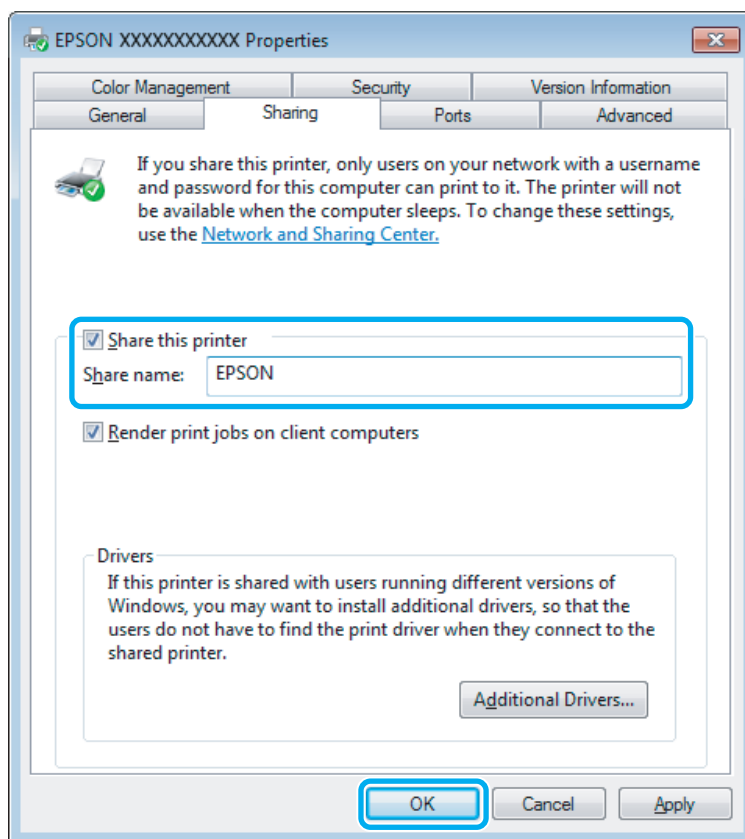 EPSON XXXXXXXXXXX Properties
Color Management Security Version Information
General Sharing Ports Advanced
If you share this printer, only users on your network with a username
and password for this computer can print to it. The printer will not
be available when the computer sleeps. To change these settings,
use the Network and Sharing Center.
Share this printer
Share name: EPSON
Render print jobs on client computers
Drivers
If this printer is shared with users running different versions of
Windows, you may want to install additional drivers, so that the
users do not have to find the print driver when they connect to the
shared printer.
Additional Drivers...
OK Cancel Apply